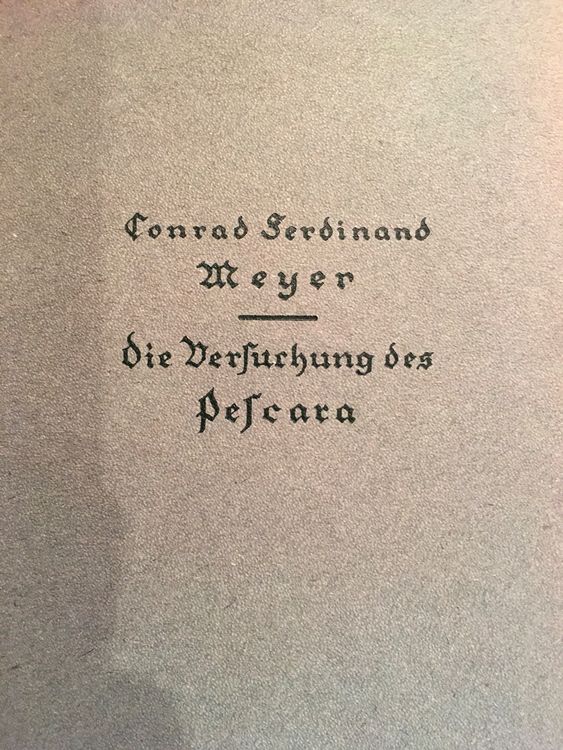 Conrad Ferdinand
Meyer
Die Verſuchung des
Peſcara